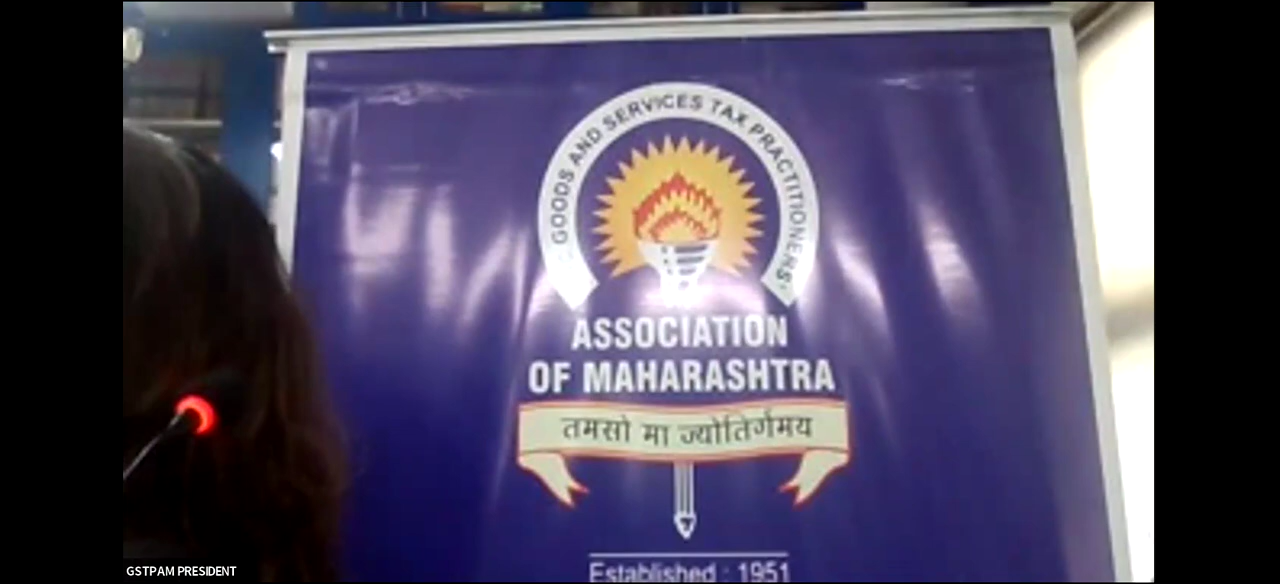 GOODS AND SERVICES TAX PRACTITIONERS'
ASSOCIATION
OF MAHARASHTRA
तमसो मा ज्योतिर्गमय
Established : 1951
GSTPAM PRESIDENT